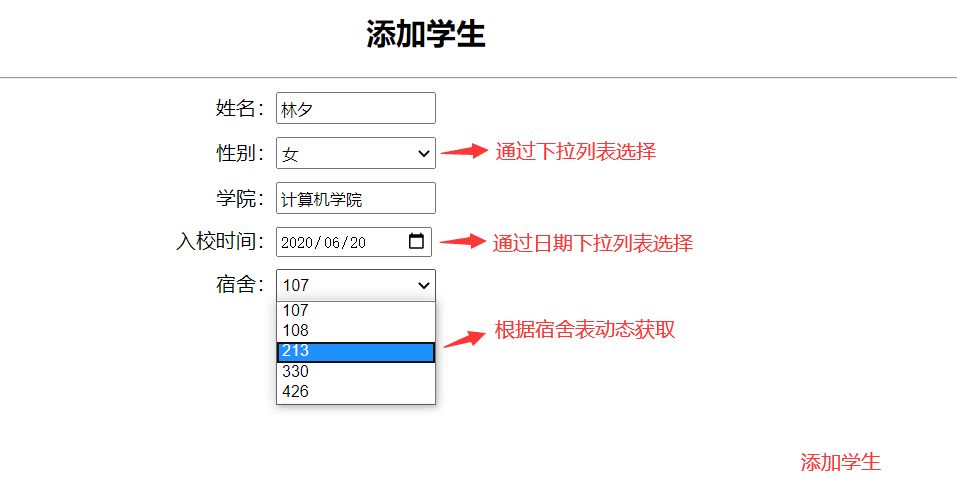 添加学生
姓名：林夕
性别：女 通过下拉列表选择
学院：计算机学院
入校时间：2020/06/20 通过日期下拉列表选择
宿舍：107
107
108
213
330
426
根据宿舍表动态获取
添加学生